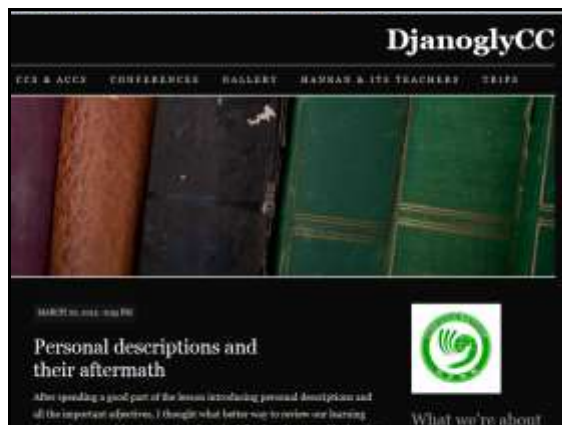 DjanoglyCC
CCS & ACCS CONFERENCES GALLERY HANBAN & ITS TEACHERS TRIPS
Personal descriptions and
their aftermath
After spending a good part of the lesson introducing personal descriptions and
all the important adjectives, I thought what better way to review our learning
What we're about